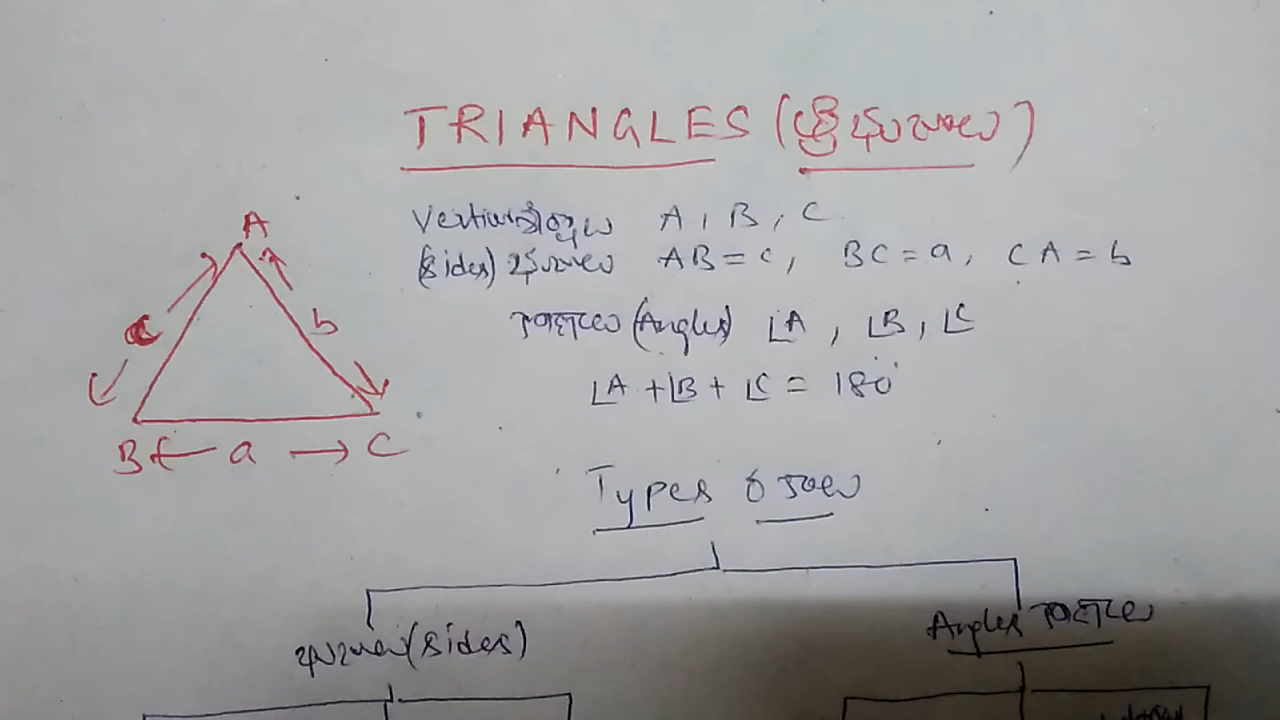 TRIANGLES (త్రిభుజాలు)
A
B
a
C
b
c
Vertices శీర్షాలు A, B, C
(Sides) భుజాలు AB = c, BC = a, CA = b
కోణాలు (Angles) ∠A, ∠B, ∠C
∠A + ∠B + ∠C = 180°
Types రకాలు
భుజాలు (Sides)
Angles కోణాలు